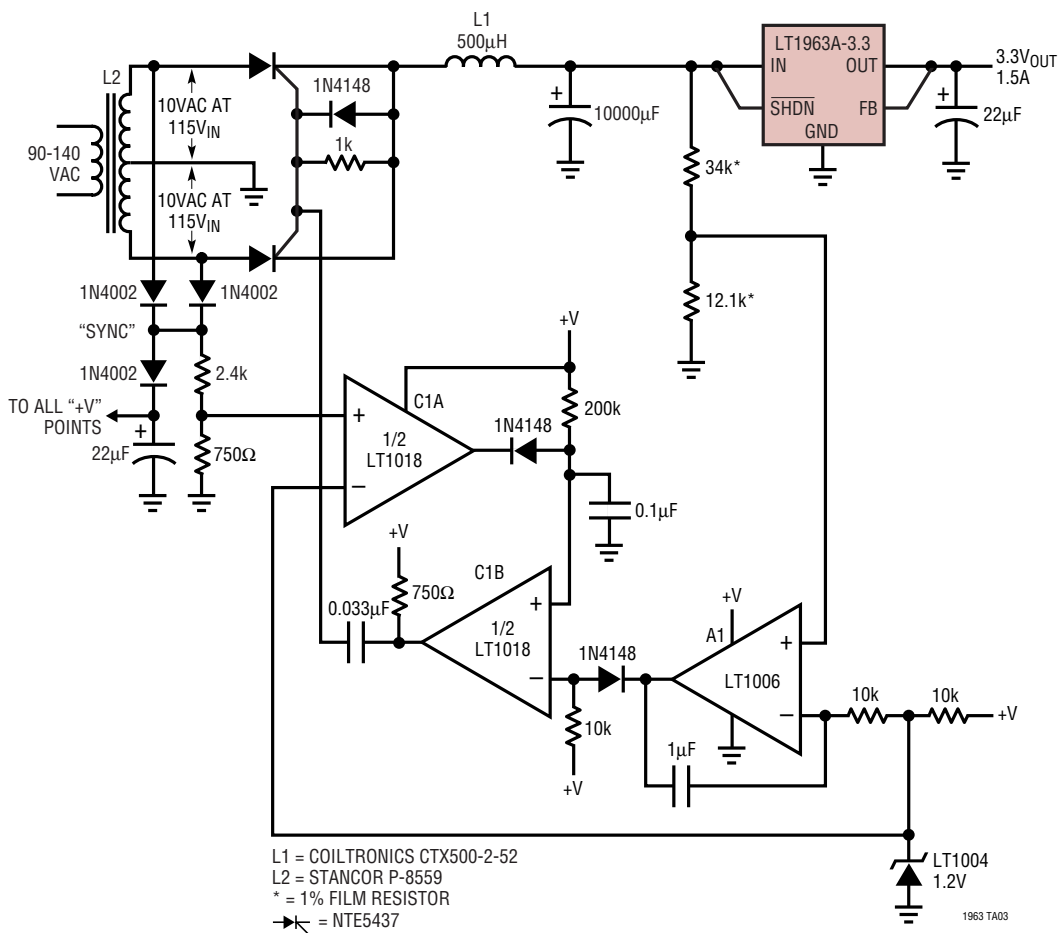 L1
500µH
LT1963A-3.3
IN
OUT
SHDN
FB
GND
3.3VOUT
1.5A
L2
10VAC AT
115VIN
90-140
VAC
10VAC AT
115VIN
1N4148
1k
+
10000µF
+
22µF
34k*
12.1k*
1N4002
1N4002
"SYNC"
1N4002
2.4k
TO ALL "+V"
POINTS
+
22µF
750Ω
+V
C1A
+
1/2
LT1018
−
1N4148
200k
0.1µF
+V
750Ω
0.033µF
C1B
+
1/2
LT1018
−
1N4148
10k
+V
+V
A1
+
LT1006
−
10k
10k
+V
1µF
LT1004
1.2V
L1 = COILTRONICS CTX500-2-52
L2 = STANCOR P-8559
* = 1% FILM RESISTOR
= NTE5437
1963 TA03